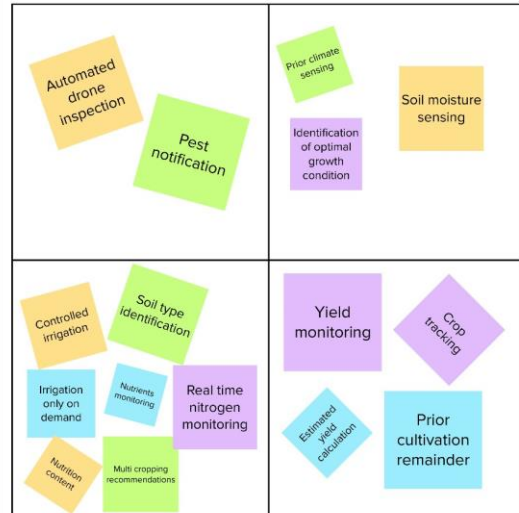 Automated
drone
inspection
Pest
notification
Prior climate
sensing
Identification
of optimal
growth
condition
Soil moisture
sensing
Controlled
irrigation
Soil type
identification
Irrigation
only on
demand
Nutrients
monitoring
Real time
nitrogen
monitoring
Nutrition
content
Multi cropping
recommendations
Yield
monitoring
Crop
tracking
Estimated
yield
calculation
Prior
cultivation
remainder